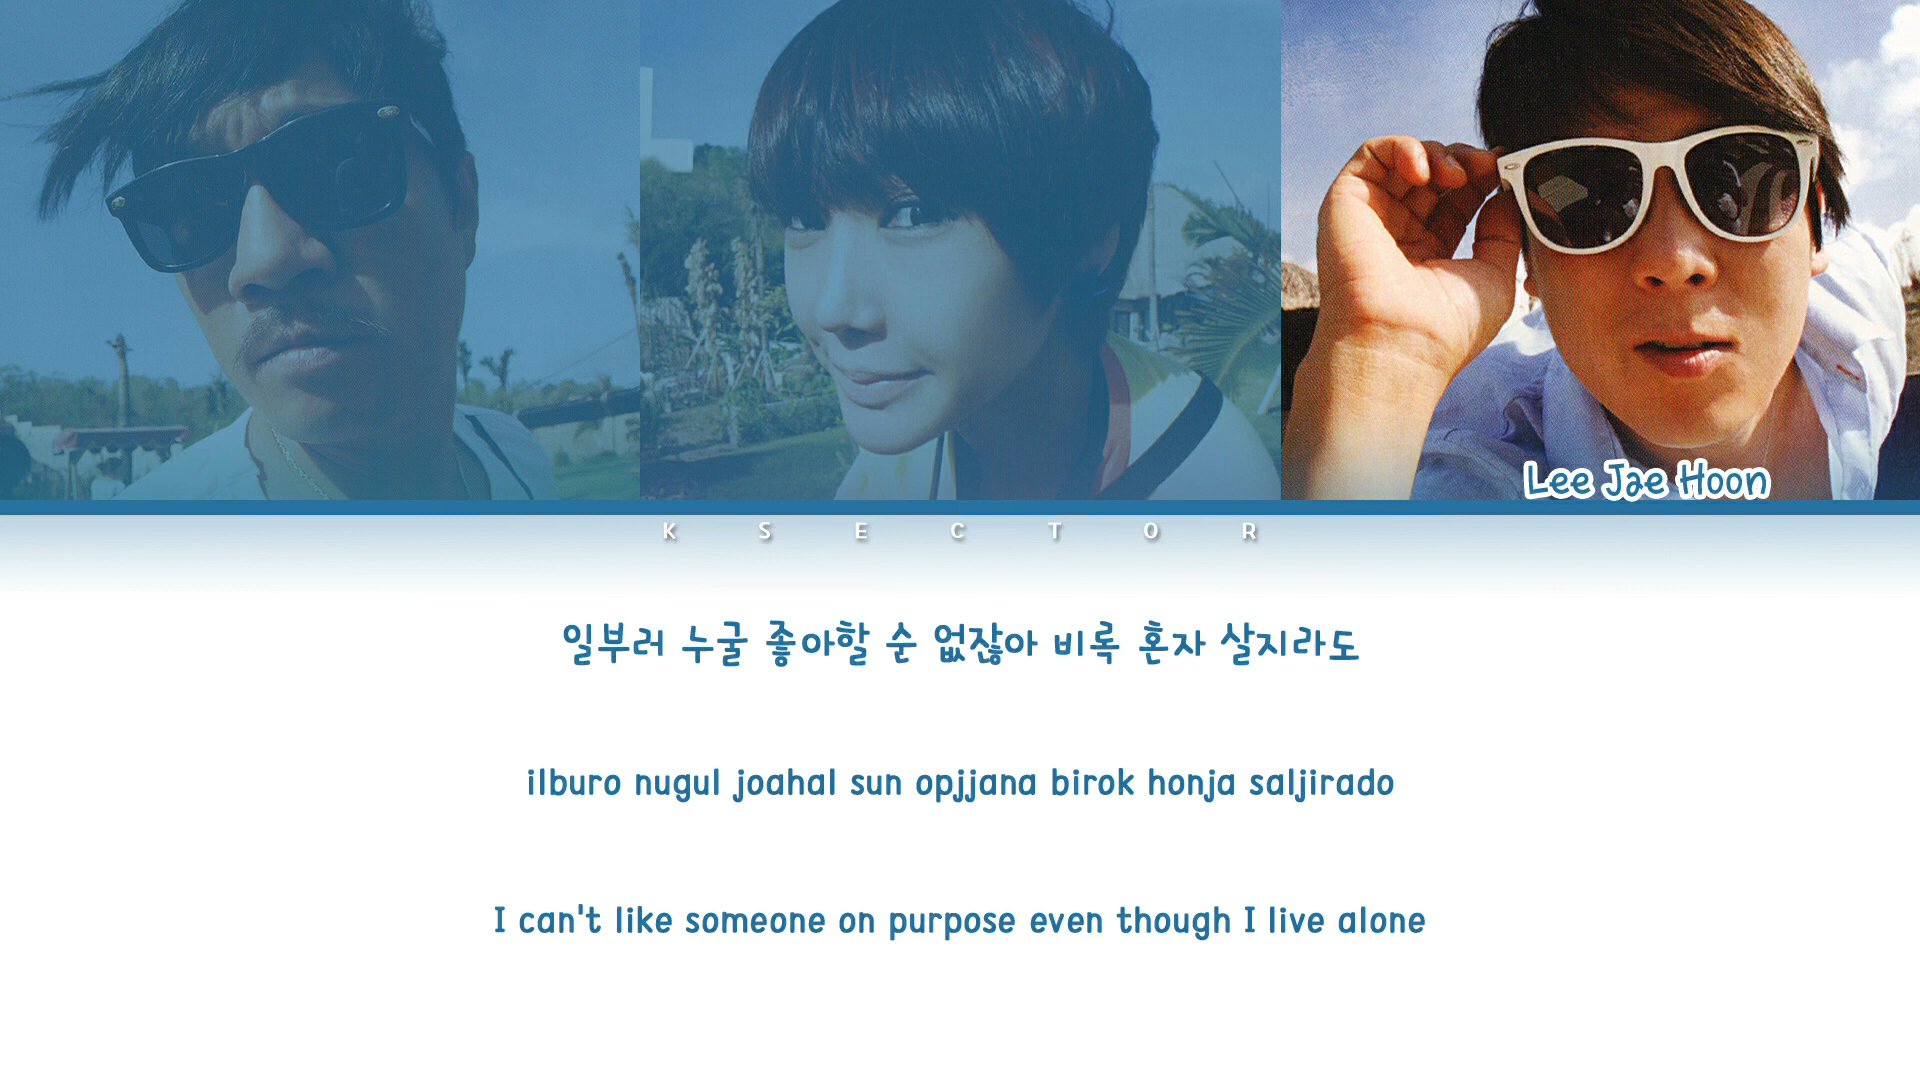 Lee Jae Hoon
K S E C T O R
일부러 누굴 좋아할 순 없잖아 비록 혼자 살지라도
ilburo nugul joahal sun opjjana birok honja saljirado
I can't like someone on purpose even though I live alone